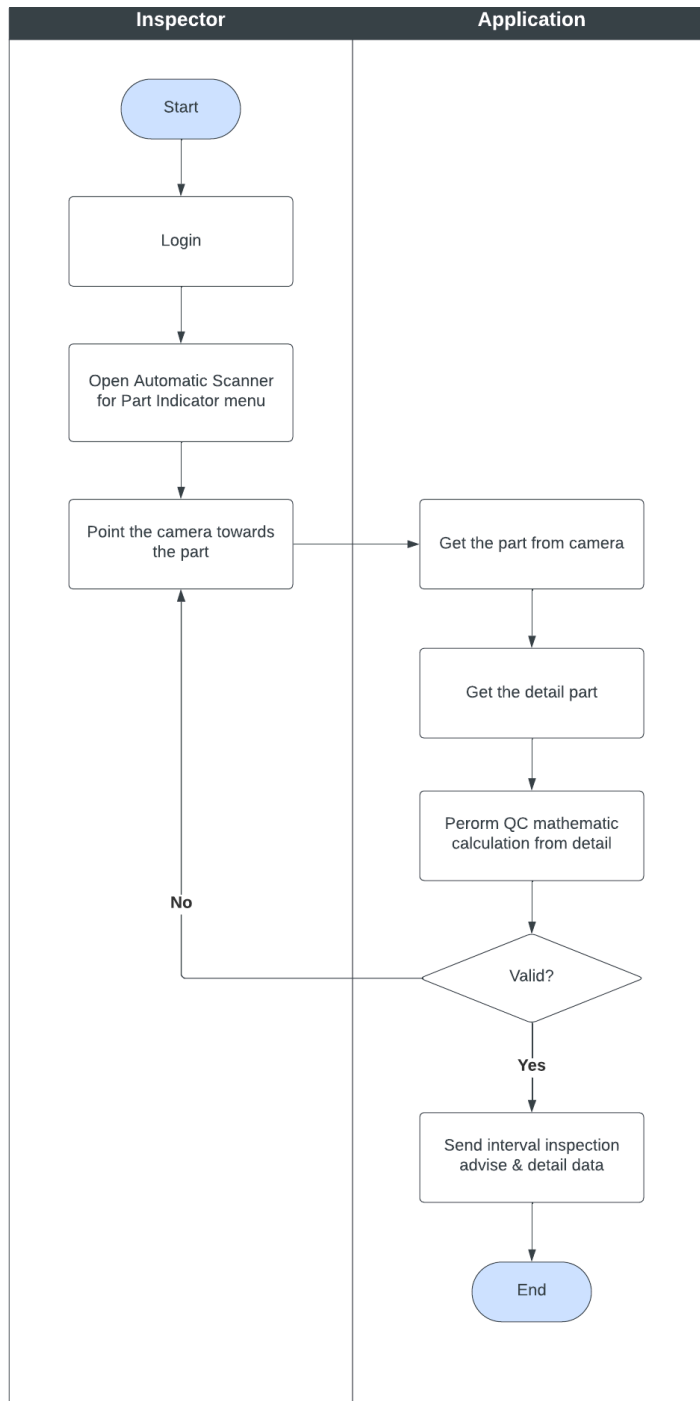 Inspector
Application
Start
Login
Open Automatic Scanner
for Part Indicator menu
Point the camera towards
the part
Get the part from camera
Get the detail part
Perorm QC mathematic
calculation from detail
No
Valid?
Yes
Send interval inspection
advise & detail data
End